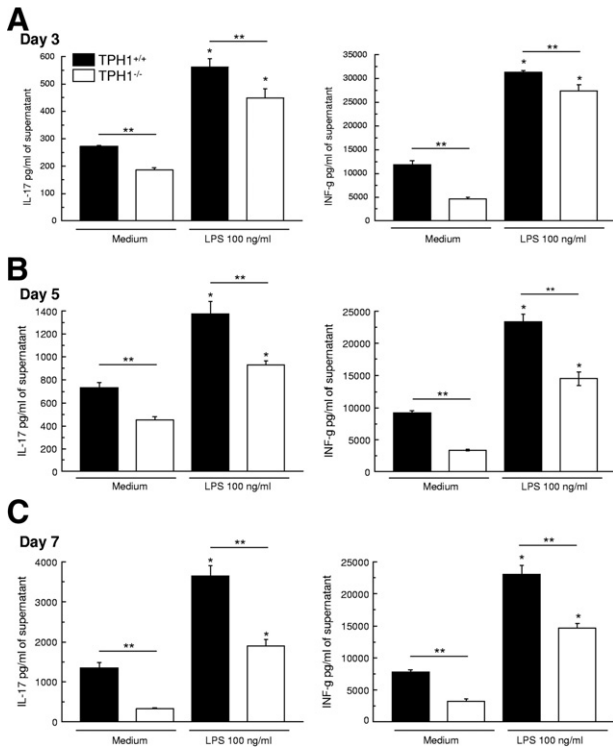 A
Day 3
TPH1+/+
TPH1-/-
IL-17 pg/ml of supernatant
600
500
400
300
200
100
0
**
*
**
*
Medium
LPS 100 ng/ml
INF-g pg/ml of supernatant
35000
30000
25000
20000
15000
10000
5000
0
**
*
**
*
Medium
LPS 100 ng/ml
B
Day 5
IL-17 pg/ml of supernatant
1400
1200
1000
800
600
400
200
0
**
*
**
*
Medium
LPS 100 ng/ml
INF-g pg/ml of supernatant
25000
20000
15000
10000
5000
0
**
*
**
*
Medium
LPS 100 ng/ml
C
Day 7
IL-17 pg/ml of supernatant
4000
3000
2000
1000
0
**
*
**
*
Medium
LPS 100 ng/ml
INF-g pg/ml of supernatant
25000
20000
15000
10000
5000
0
**
*
**
*
Medium
LPS 100 ng/ml